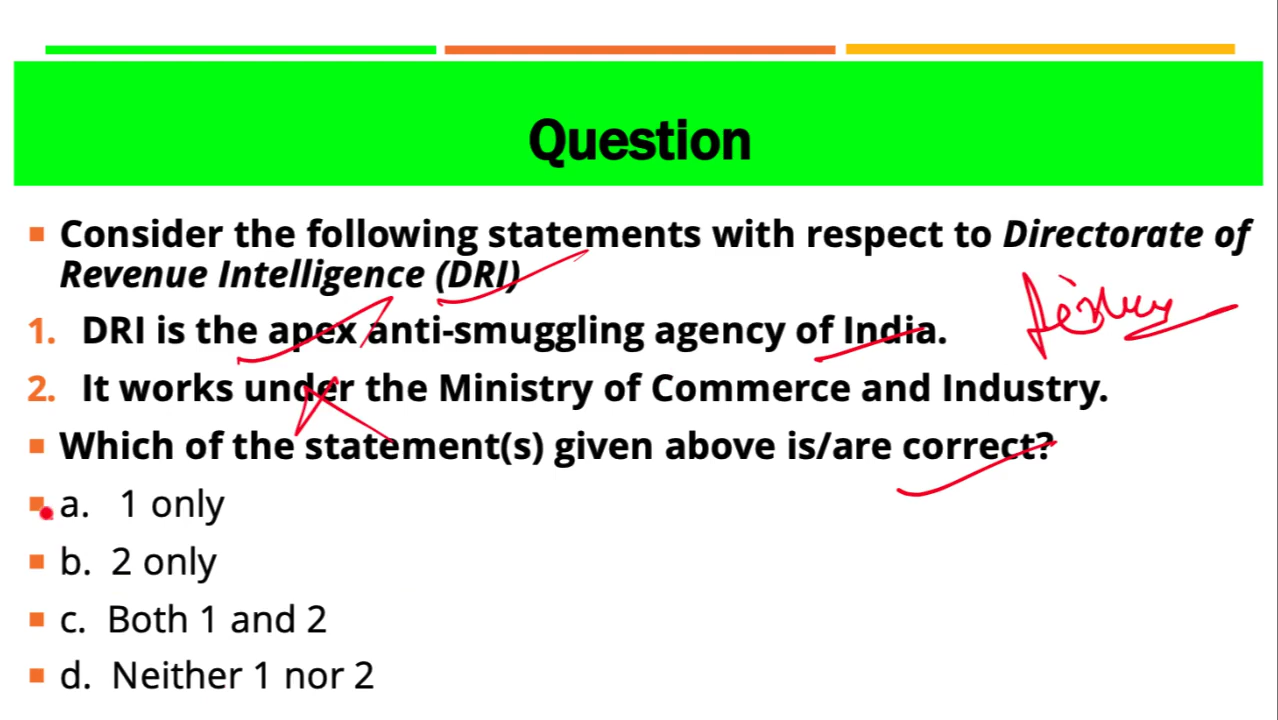 Question
Consider the following statements with respect to Directorate of
Revenue Intelligence (DRI)
1. DRI is the apex anti-smuggling agency of India.
2. It works under the Ministry of Commerce and Industry.
Which of the statement(s) given above is/are correct?
a. 1 only
b. 2 only
c. Both 1 and 2
d. Neither 1 nor 2